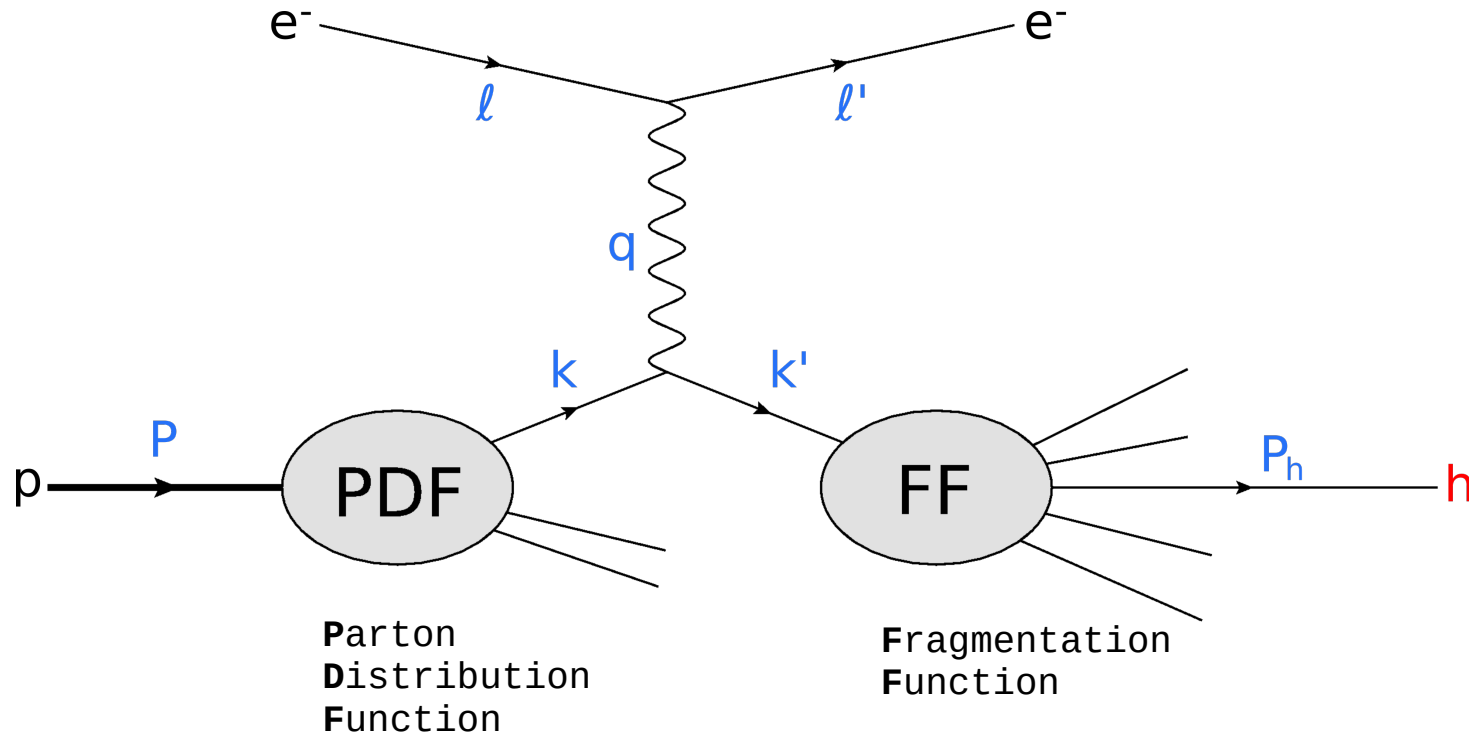 e-
e-
ℓ
ℓ'
q
k
k'
P
p
PDF
FF
Ph
h
Parton
Distribution
Function
Fragmentation
Function